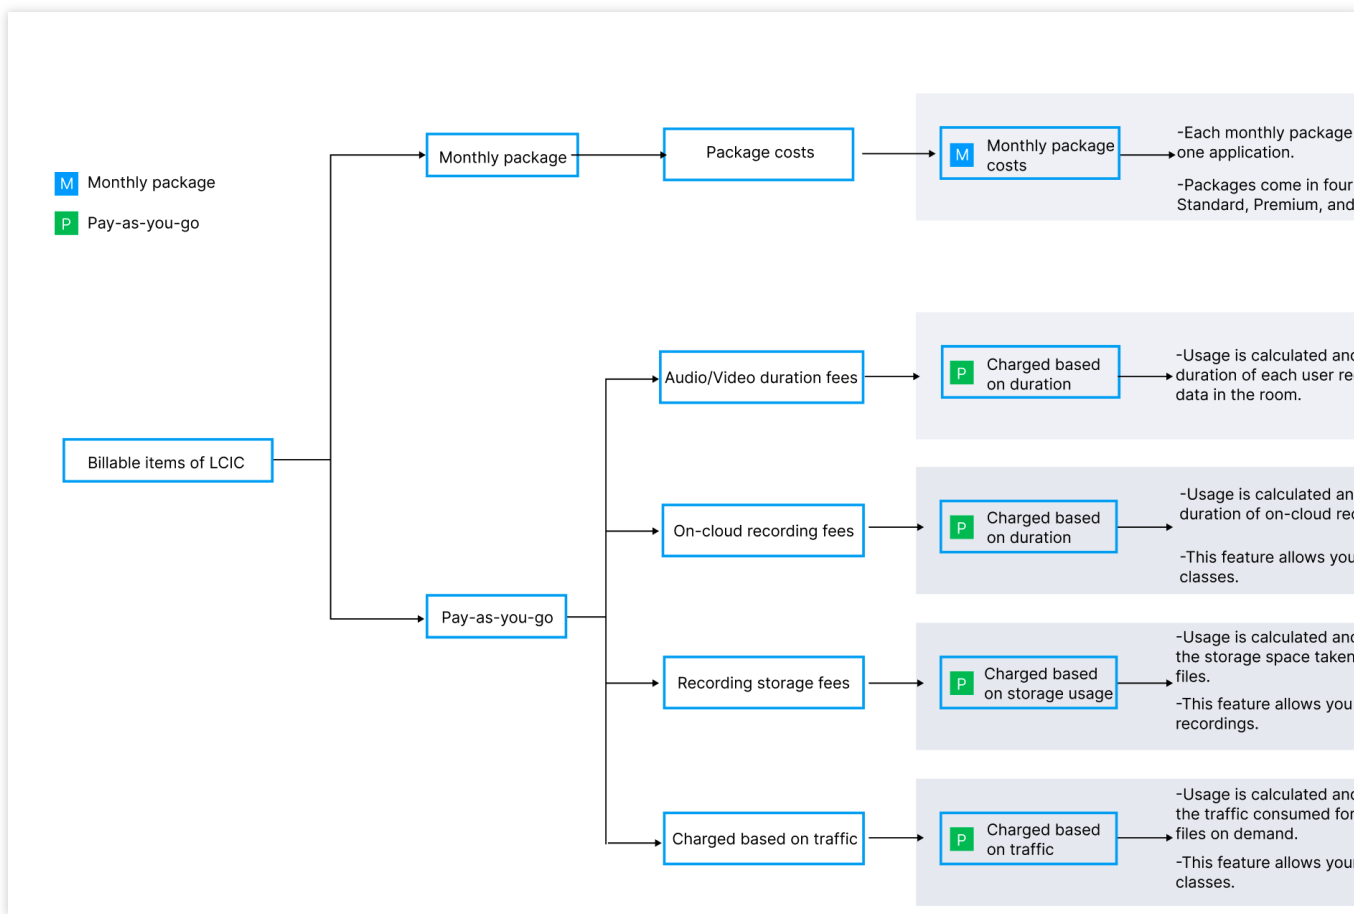 M Monthly package
P Pay-as-you-go
Billable items of LCIC
Monthly package
Package costs
M Monthly package
costs
-Each monthly package
one application.
-Packages come in four
Standard, Premium, and
Pay-as-you-go
Audio/Video duration fees
P Charged based
on duration
-Usage is calculated and
duration of each user re
data in the room.
On-cloud recording fees
P Charged based
on duration
-Usage is calculated an
duration of on-cloud rec
-This feature allows you
classes.
Recording storage fees
P Charged based
on storage usage
-Usage is calculated and
the storage space taken
files.
-This feature allows you
recordings.
Charged based on traffic
P Charged based
on traffic
-Usage is calculated and
the traffic consumed for
files on demand.
-This feature allows your
classes.